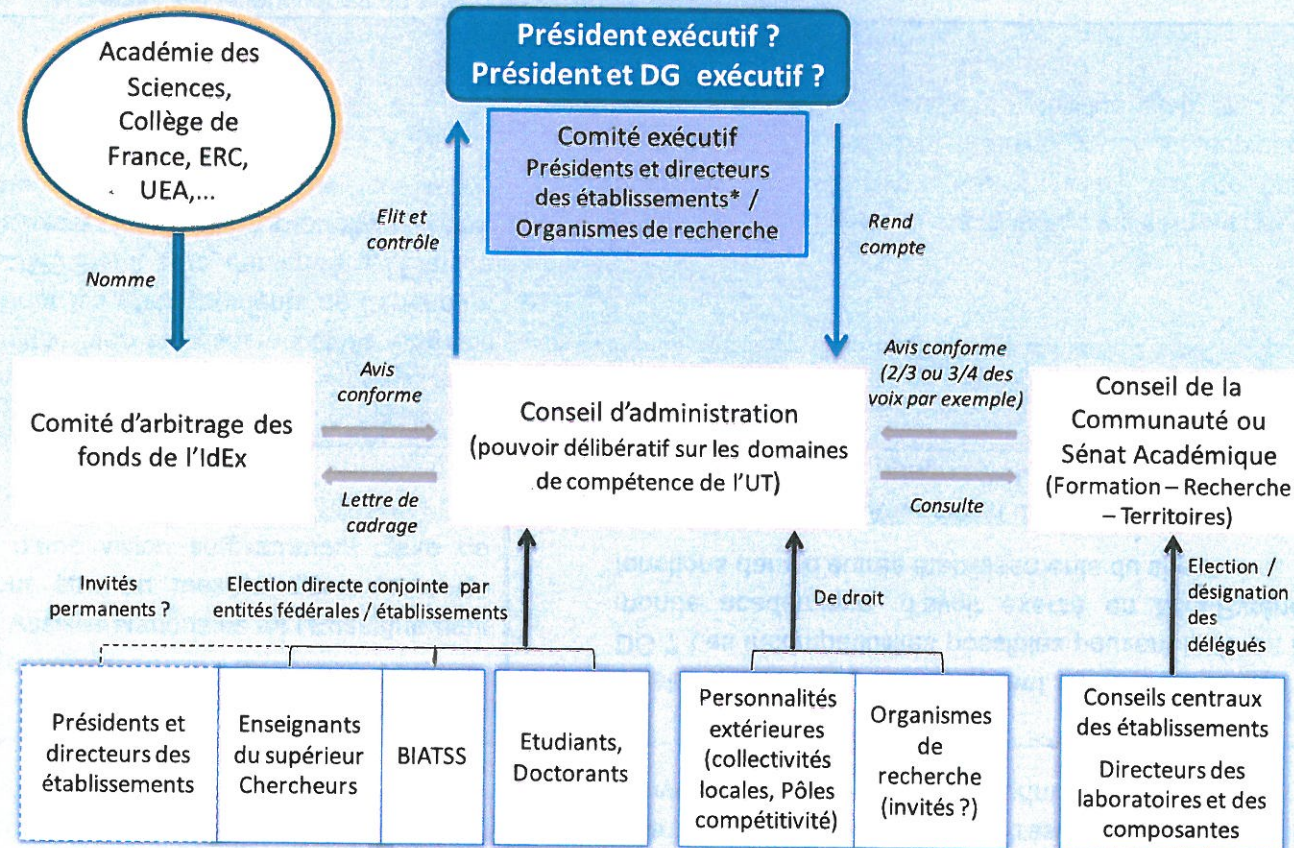 Président exécutif ?
Président et DG exécutif ?
Académie des
Sciences,
Collège de
France, ERC,
UEA,...
Comité exécutif
Présidents et directeurs
des établissements* /
Organismes de recherche
Elit et
contrôle
Rend
compte
Nomme
Comité d'arbitrage des
fonds de l'IdEx
Avis
conforme
Lettre de
cadrage
Conseil d'administration
(pouvoir délibératif sur les domaines
de compétence de l'UT)
Avis conforme
(2/3 ou 3/4 des
voix par exemple)
Consulte
Conseil de la
Communauté ou
Sénat Académique
(Formation – Recherche
– Territoires)
Invités
permanents ?
Election directe conjointe par
entités fédérales / établissements
De droit
Election /
désignation
des
délégués
Présidents et
directeurs des
établissements
Enseignants
du supérieur
Chercheurs
BIATSS
Etudiants,
Doctorants
Personnalités
extérieures
(collectivités
locales, Pôles
compétitivité)
Organismes
de
recherche
(invités ?)
Conseils centraux
des établissements
Directeurs des
laboratoires et des
composantes